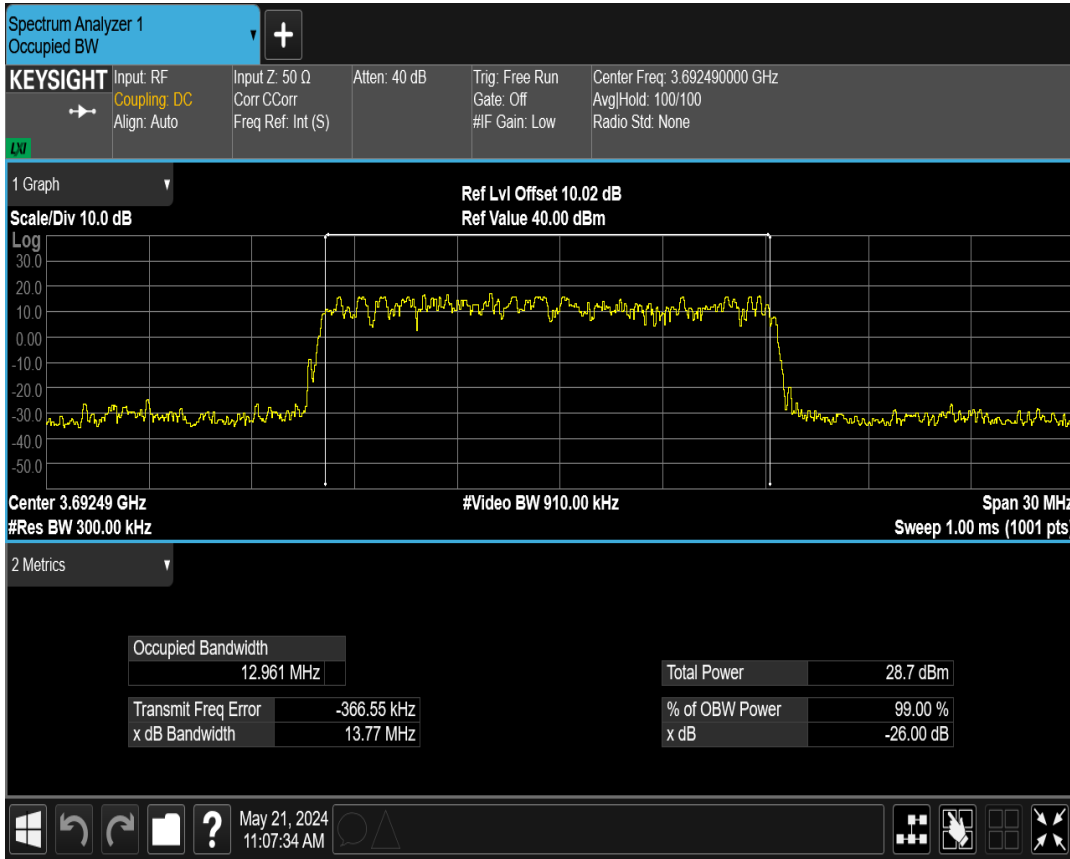 Spectrum Analyzer 1
Occupied BW
+
KEYSIGHT
LXI
Input: RF
Coupling: DC
Align: Auto
Input Z: 50 Ω
Corr CCorr
Freq Ref: Int (S)
Atten: 40 dB
Trig: Free Run
Gate: Off
#IF Gain: Low
Center Freq: 3.692490000 GHz
Avg|Hold: 100/100
Radio Std: None
1 Graph
Scale/Div 10.0 dB
Ref Lvl Offset 10.02 dB
Ref Value 40.00 dBm
Log
30.0
20.0
10.0
0.00
-10.0
-20.0
-30.0
-40.0
-50.0
Center 3.69249 GHz
#Video BW 910.00 kHz
Span 30 MHz
#Res BW 300.00 kHz
Sweep 1.00 ms (1001 pts)
2 Metrics
Occupied Bandwidth
12.961 MHz
Total Power 28.7 dBm
Transmit Freq Error -366.55 kHz
% of OBW Power 99.00 %
x dB Bandwidth 13.77 MHz
x dB -26.00 dB
?
May 21, 2024
11:07:34 AM